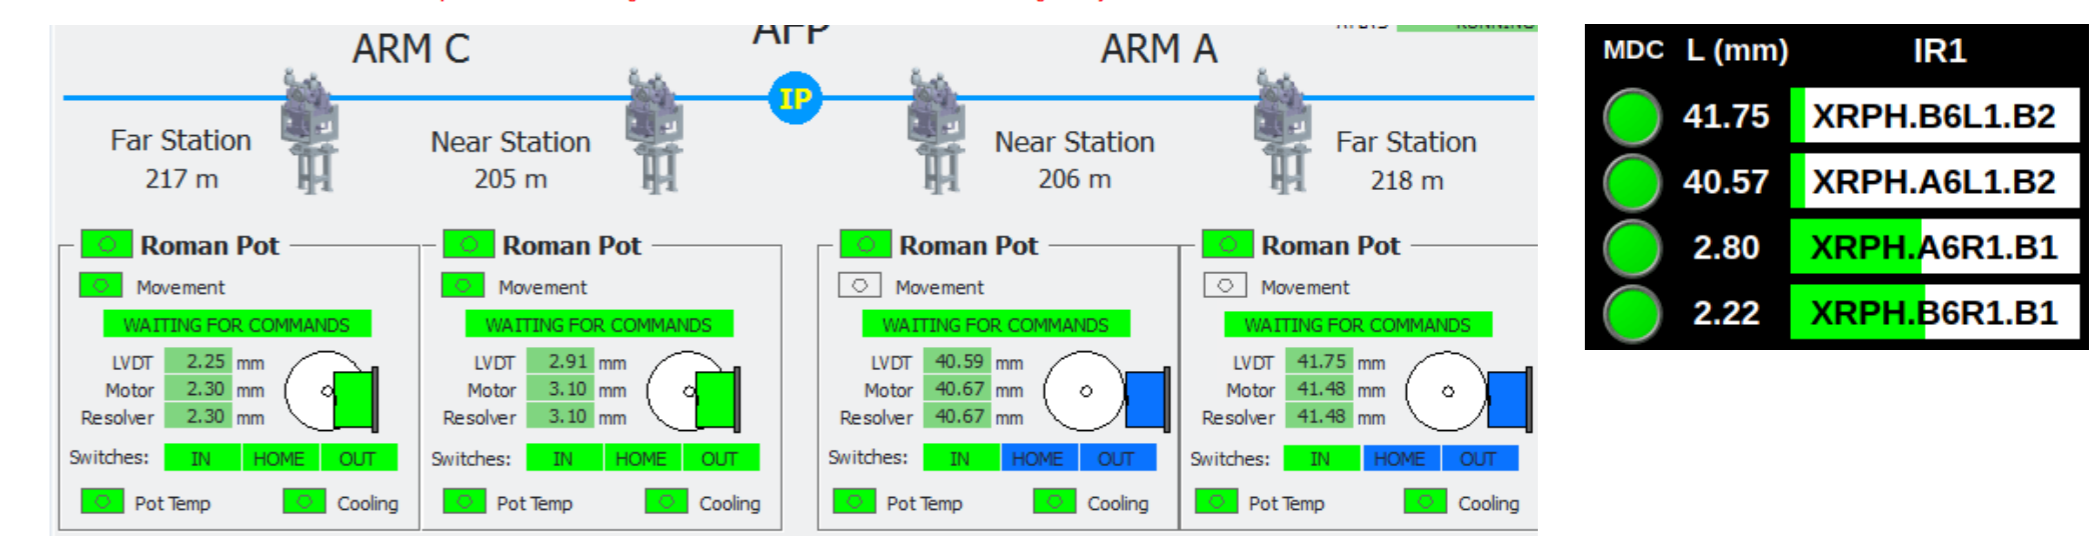 AFP
ARM C
ARM A
IP
Far Station
217 m
Near Station
205 m
Near Station
206 m
Far Station
218 m
Roman Pot
Movement
WAITING FOR COMMANDS
LVDT 2.25 mm
Motor 2.30 mm
Resolver 2.30 mm
Switches: IN HOME OUT
Pot Temp Cooling
Roman Pot
Movement
WAITING FOR COMMANDS
LVDT 2.91 mm
Motor 3.10 mm
Resolver 3.10 mm
Switches: IN HOME OUT
Pot Temp Cooling
Roman Pot
Movement
WAITING FOR COMMANDS
LVDT 40.59 mm
Motor 40.67 mm
Resolver 40.67 mm
Switches: IN HOME OUT
Pot Temp Cooling
Roman Pot
Movement
WAITING FOR COMMANDS
LVDT 41.75 mm
Motor 41.48 mm
Resolver 41.48 mm
Switches: IN HOME OUT
Pot Temp Cooling
MDC L (mm) IR1
41.75 XRPH.B6L1.B2
40.57 XRPH.A6L1.B2
2.80 XRPH.A6R1.B1
2.22 XRPH.B6R1.B1